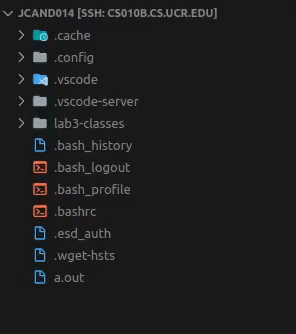 JCAND014 [SSH: CS010B.CS.UCR.EDU]
.cache
.config
.vscode
.vscode-server
lab3-classes
.bash_history
.bash_logout
.bash_profile
.bashrc
.esd_auth
.wget-hsts
a.out